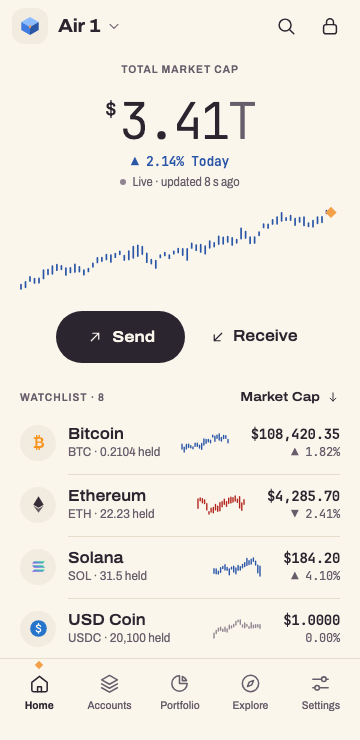 Air 1
TOTAL MARKET CAP
$3.41T
▲ 2.14% Today
Live · updated 8 s ago
Send
Receive
WATCHLIST · 8
Market Cap ↓
Bitcoin
$108,420.35
BTC · 0.2104 held
▲ 1.82%
Ethereum
$4,285.70
ETH · 22.23 held
▼ 2.41%
Solana
$184.20
SOL · 31.5 held
▲ 4.10%
USD Coin
$1.0000
USDC · 20,100 held
0.00%
Home
Accounts
Portfolio
Explore
Settings